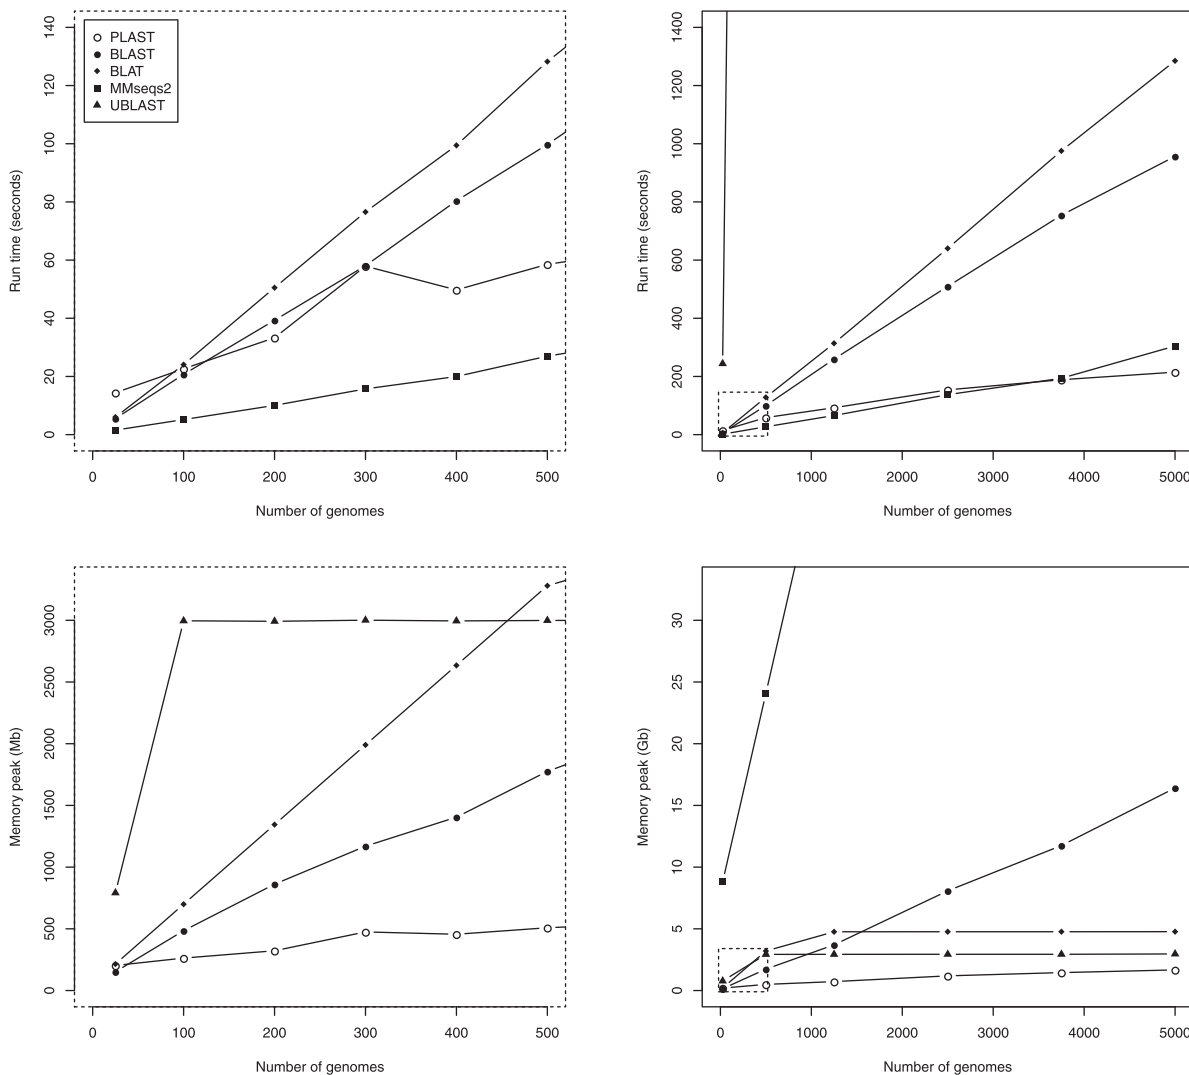 PLAST
BLAST
BLAT
MMseqs2
UBLAST
Run time (seconds)
0 20 40 60 80 100 120 140
0 100 200 300 400 500
Number of genomes
Run time (seconds)
0 200 400 600 800 1000 1200 1400
0 1000 2000 3000 4000 5000
Number of genomes
Memory peak (Mb)
0 500 1000 1500 2000 2500 3000
0 100 200 300 400 500
Number of genomes
Memory peak (Gb)
0 5 10 15 20 25 30
0 1000 2000 3000 4000 5000
Number of genomes